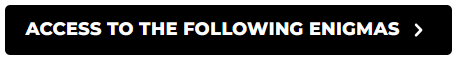 ACCESS TO THE FOLLOWING ENIGMAS